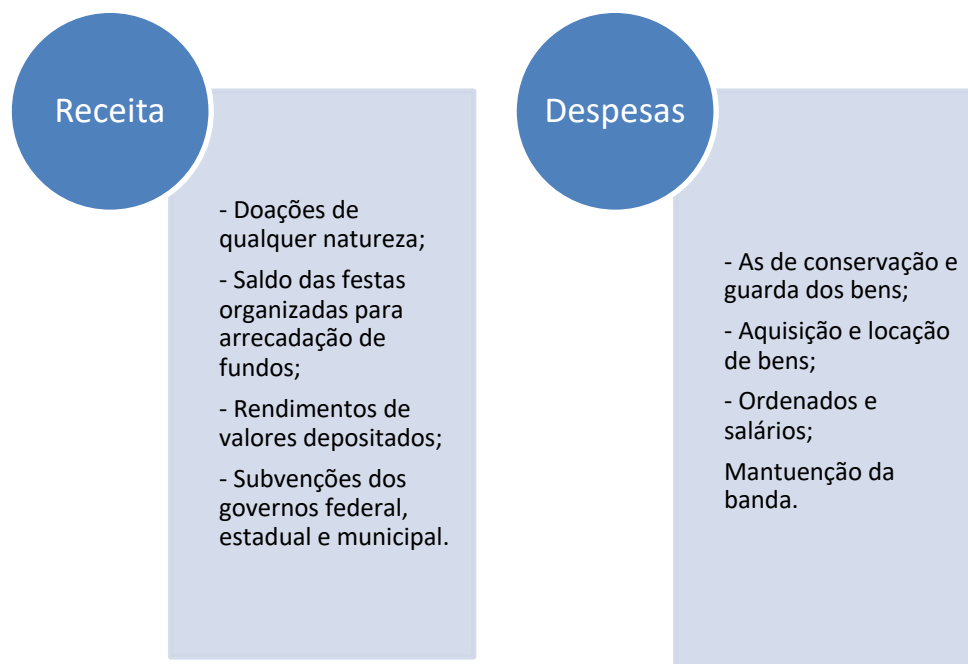 Receita
- Doações de
qualquer natureza;
- Saldo das festas
organizadas para
arrecadação de
fundos;
- Rendimentos de
valores depositados;
- Subvenções dos
governos federal,
estadual e municipal.
Despesas
- As de conservação e
guarda dos bens;
- Aquisição e locação
de bens;
- Ordenados e
salários;
Mantuenção da
banda.